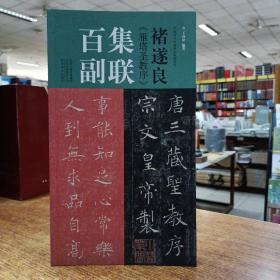 褚遂良
《雁塔圣教序》
集联
百副
唐三藏聖教序
宗文皇帝製
事能知足心常樂
人到無求品自高